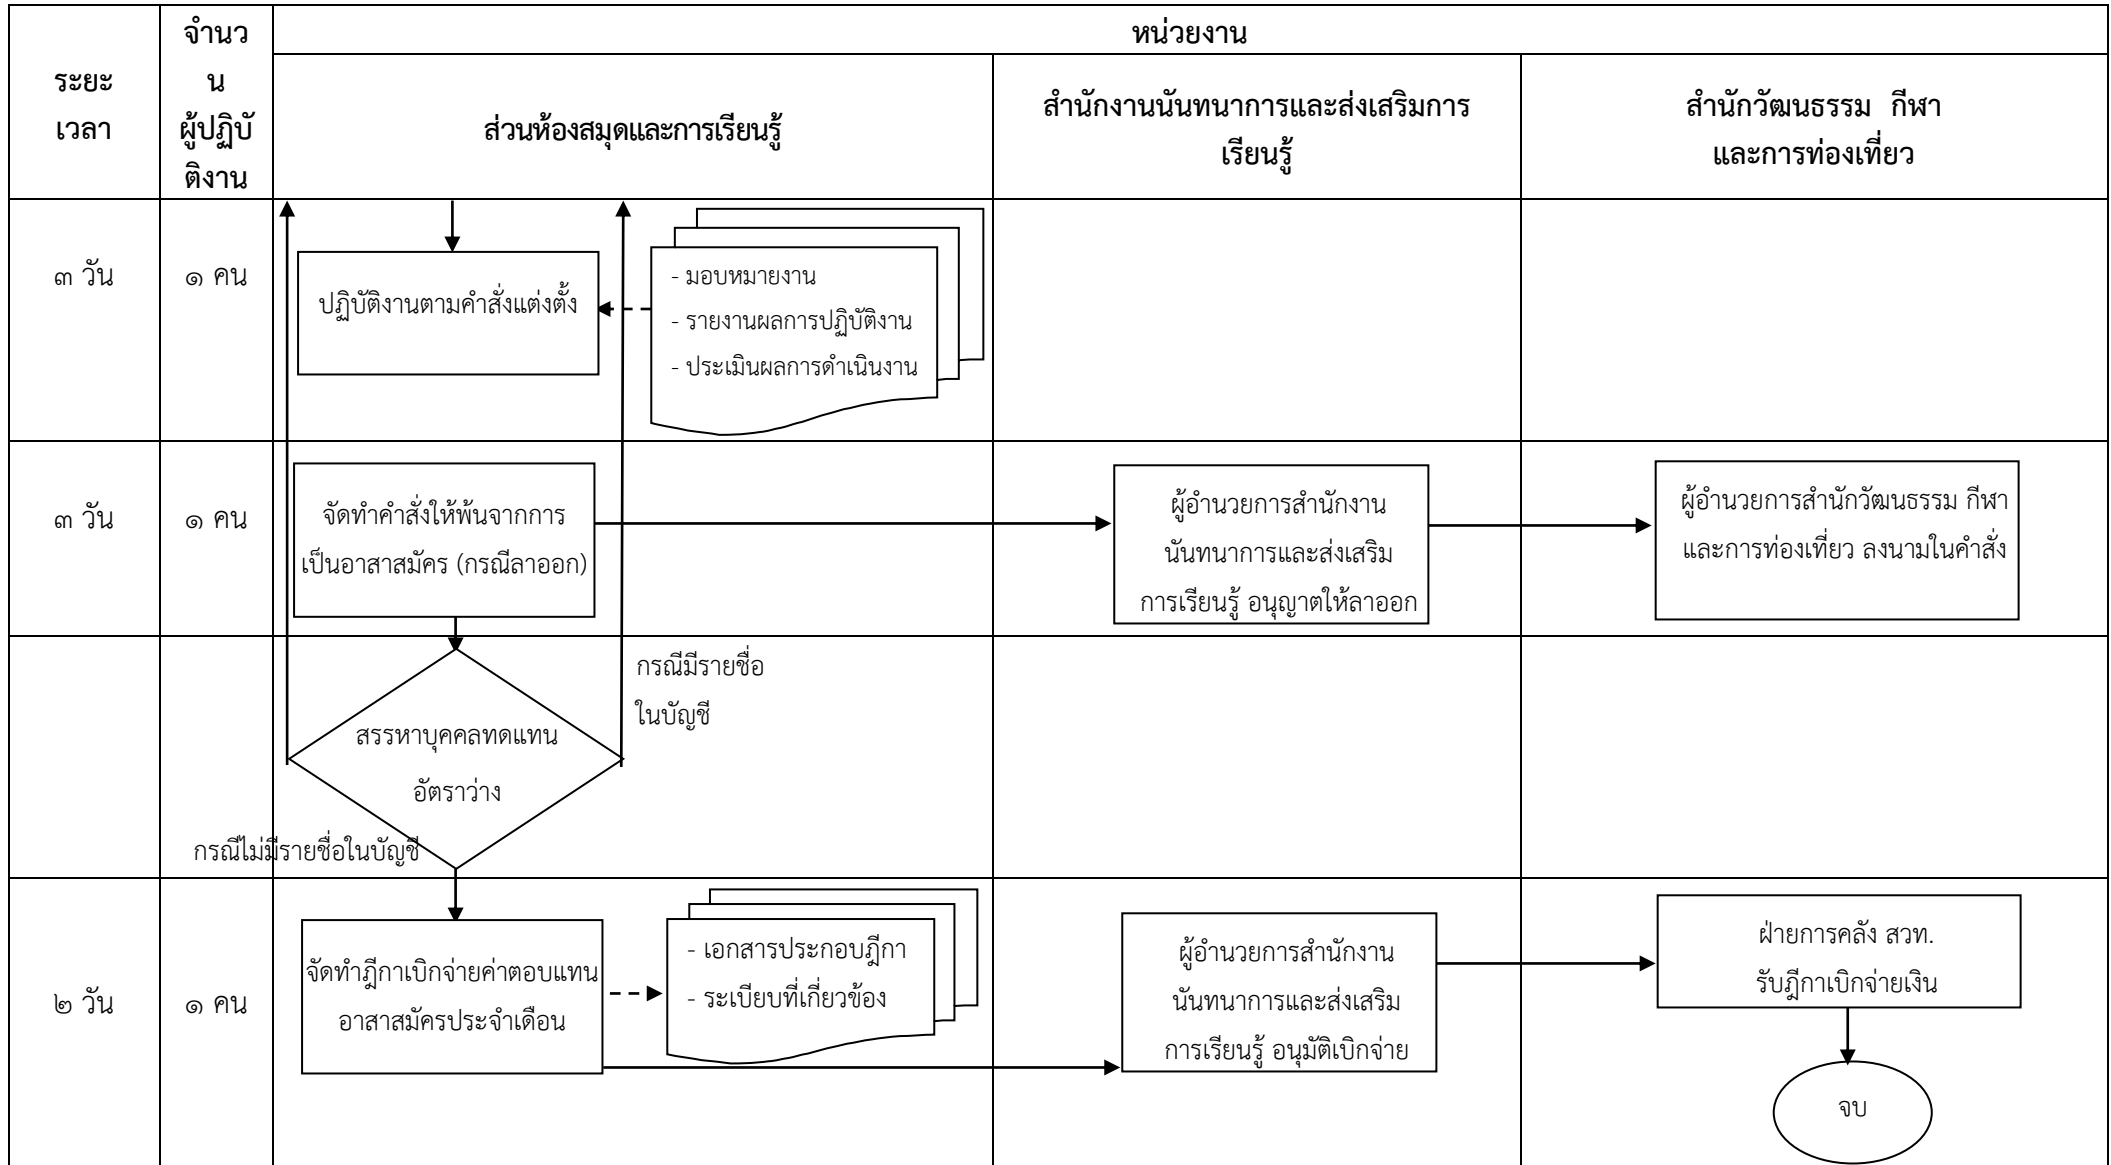 ระยะ
เวลา
จำนว
น
ผู้ปฏิบั
ติงาน
หน่วยงาน
ส่วนห้องสมุดและการเรียนรู้
สำนักงานนันทนาการและส่งเสริมการ
เรียนรู้
สำนักวัฒนธรรม กีฬา
และการท่องเที่ยว
๓ วัน
๑ คน
ปฏิบัติงานตามคำสั่งแต่งตั้ง
- มอบหมายงาน
- รายงานผลการปฏิบัติงาน
- ประเมินผลการดำเนินงาน
๓ วัน
๑ คน
จัดทำคำสั่งให้พ้นจากการ
เป็นอาสาสมัคร (กรณีลาออก)
ผู้อำนวยการสำนักงาน
นันทนาการและส่งเสริม
การเรียนรู้ อนุญาตให้ลาออก
ผู้อำนวยการสำนักวัฒนธรรม กีฬา
และการท่องเที่ยว ลงนามในคำสั่ง
กรณีมีรายชื่อ
ในบัญชี
สรรหาบุคคลทดแทน
อัตราว่าง
กรณีไม่มีรายชื่อในบัญชี
๒ วัน
๑ คน
จัดทำฎีกาเบิกจ่ายค่าตอบแทน
อาสาสมัครประจำเดือน
- เอกสารประกอบฎีกา
- ระเบียบที่เกี่ยวข้อง
ผู้อำนวยการสำนักงาน
นันทนาการและส่งเสริม
การเรียนรู้ อนุมัติเบิกจ่าย
ฝ่ายการคลัง สวท.
รับฎีกาเบิกจ่ายเงิน
จบ